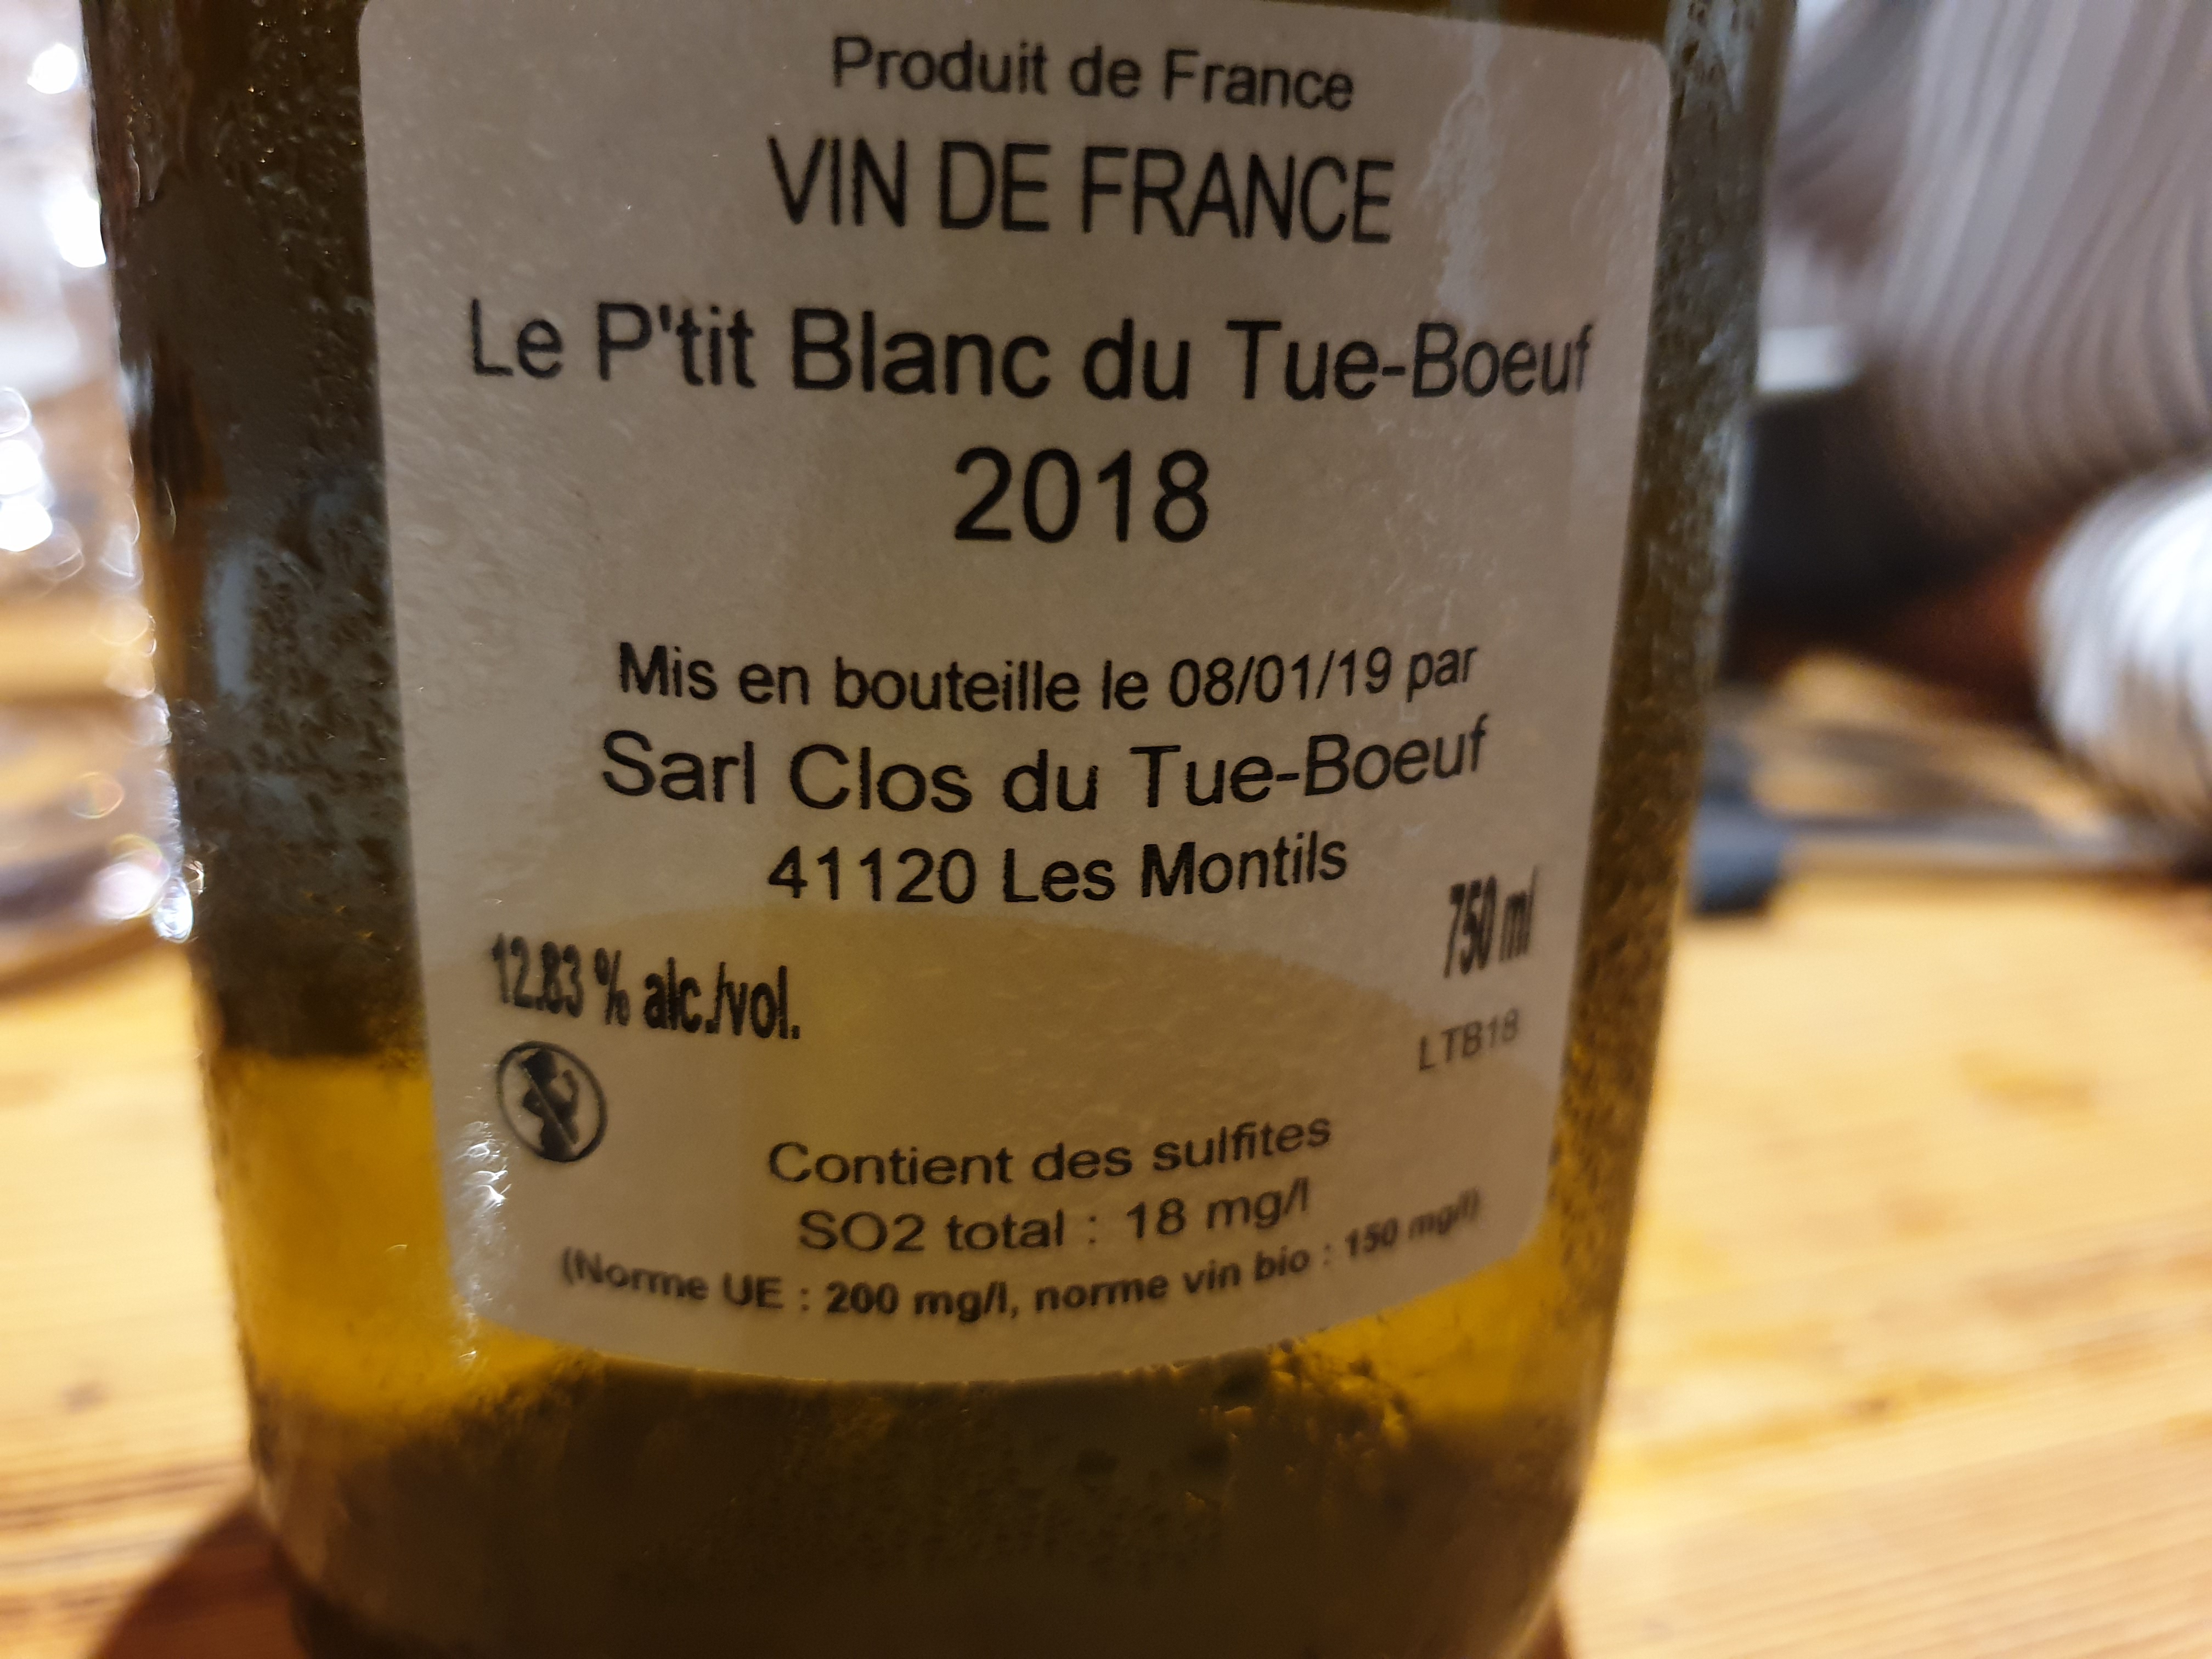 Produit de France
VIN DE FRANCE
Le P'tit Blanc du Tue-Boeuf
2018
Mis en bouteille le 08/01/19 par
Sarl Clos du Tue-Boeuf
41120 Les Montils
750 ml
12.83 % alc./vol.
LTB18
Contient des sulfites
SO2 total : 18 mg/l
(Norme UE : 200 mg/l, norme vin bio : 150 mg/l)